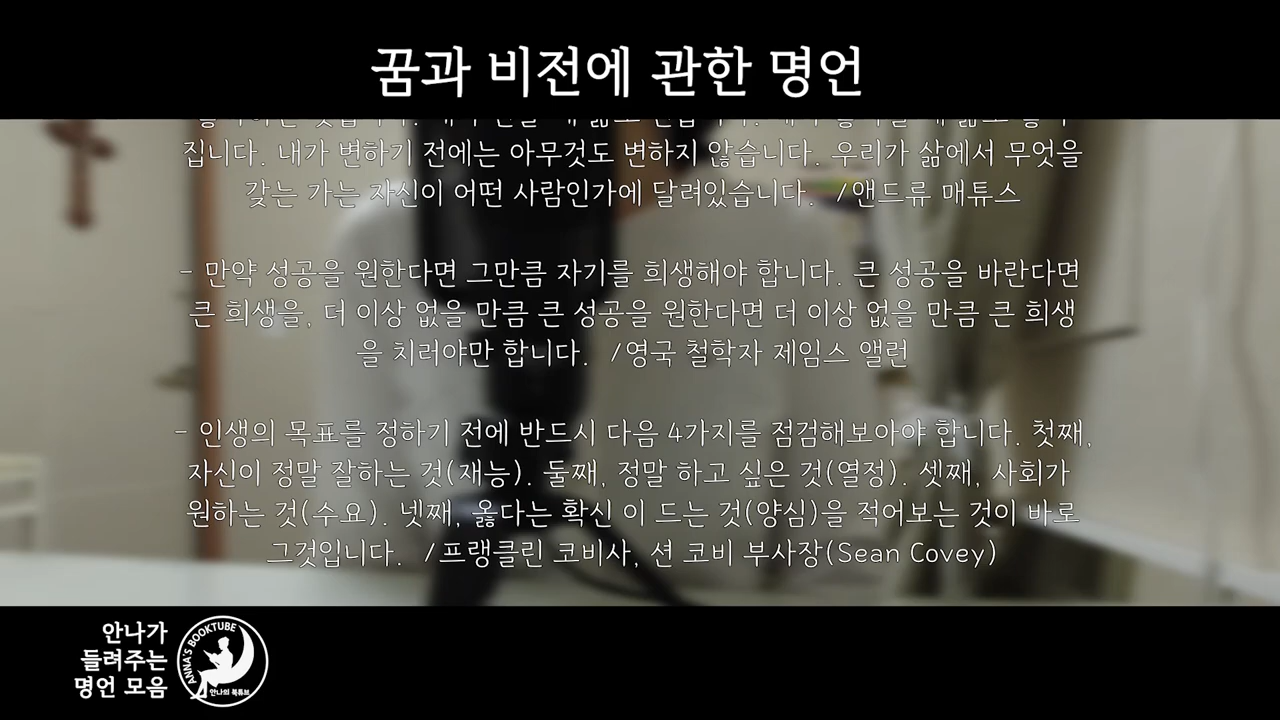 꿈과 비전에 관한 명언
집니다. 내가 변하기 전에는 아무것도 변하지 않습니다. 우리가 삶에서 무엇을
갖는 가는 자신이 어떤 사람인가에 달려있습니다. /앤드류 매튜스
- 만약 성공을 원한다면 그만큼 자기를 희생해야 합니다. 큰 성공을 바란다면
큰 희생을, 더 이상 없을 만큼 큰 성공을 원한다면 더 이상 없을 만큼 큰 희생
을 치러야만 합니다. /영국 철학자 제임스 앨런
- 인생의 목표를 정하기 전에 반드시 다음 4가지를 점검해보아야 합니다. 첫째,
자신이 정말 잘하는 것(재능). 둘째, 정말 하고 싶은 것(열정). 셋째, 사회가
원하는 것(수요). 넷째, 옳다는 확신 이 드는 것(양심)을 적어보는 것이 바로
그것입니다. /프랭클린 코비사, 션 코비 부사장(Sean Covey)
안나가
들려주는
명언 모음
ANNA'S BOOKTUBE
안나의 북튜브